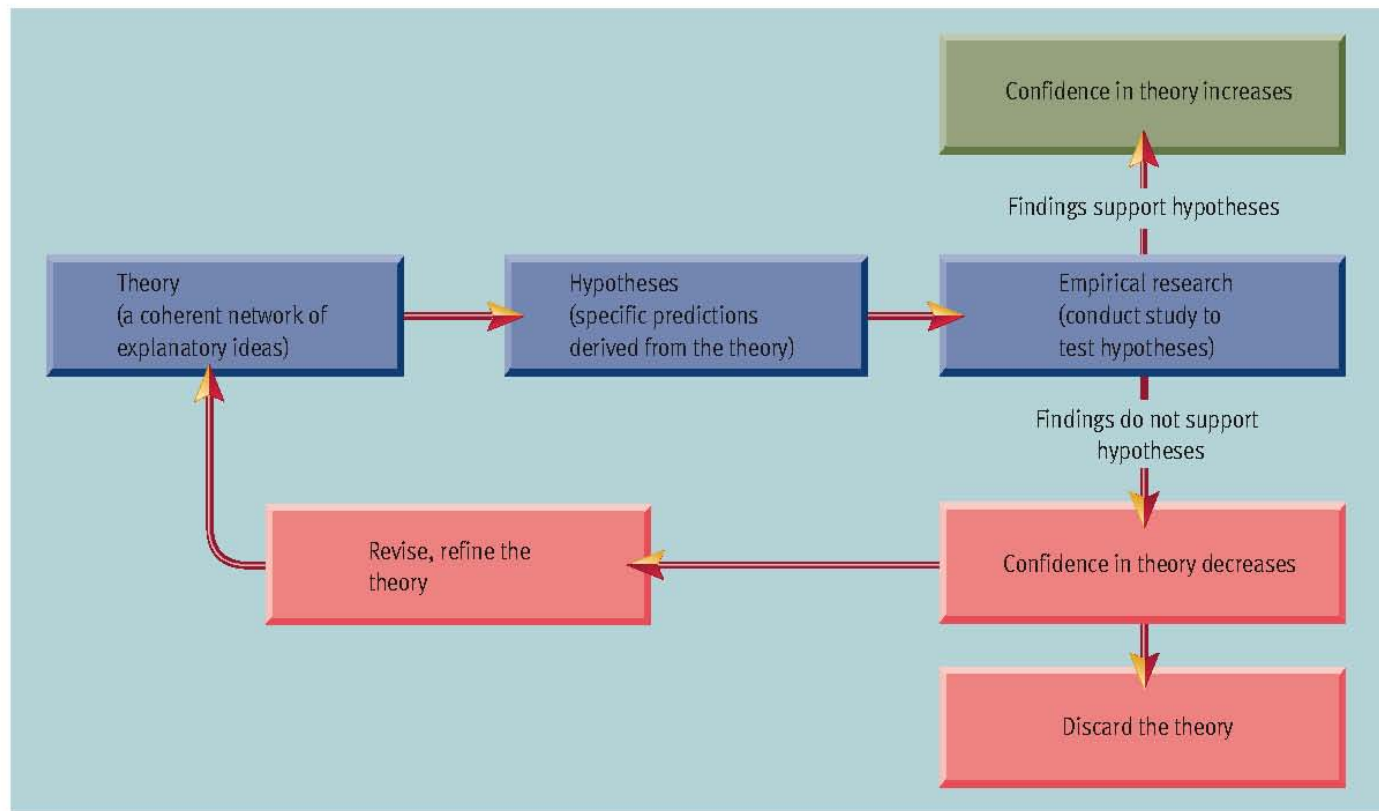 Confidence in theory increases
Findings support hypotheses
Theory
(a coherent network of
explanatory ideas)
Hypotheses
(specific predictions
derived from the theory)
Empirical research
(conduct study to
test hypotheses)
Findings do not support
hypotheses
Revise, refine the
theory
Confidence in theory decreases
Discard the theory